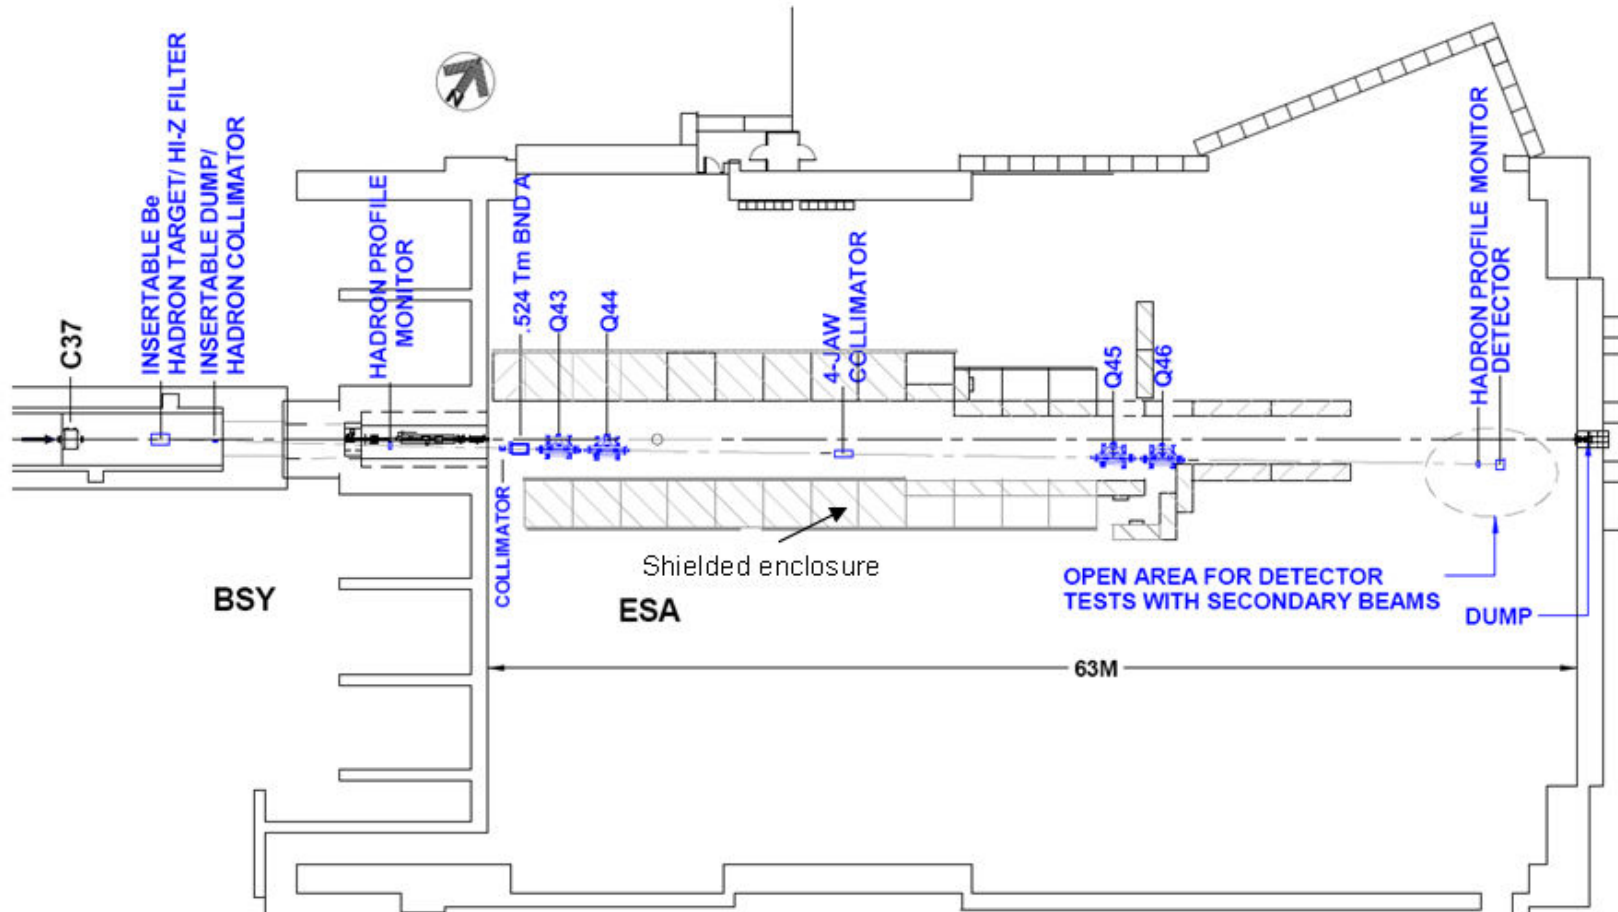 INSERTABLE Be
HADRON TARGET/ HI-Z FILTER
INSERTABLE DUMP/
HADRON COLLIMATOR
C37
HADRON PROFILE
MONITOR
N
.524 Tm BND A
Q43
Q44
4-JAW
COLLIMATOR
Q45
Q46
HADRON PROFILE MONITOR
DETECTOR
COLLIMATOR
Shielded enclosure
BSY
ESA
OPEN AREA FOR DETECTOR
TESTS WITH SECONDARY BEAMS
DUMP
63M